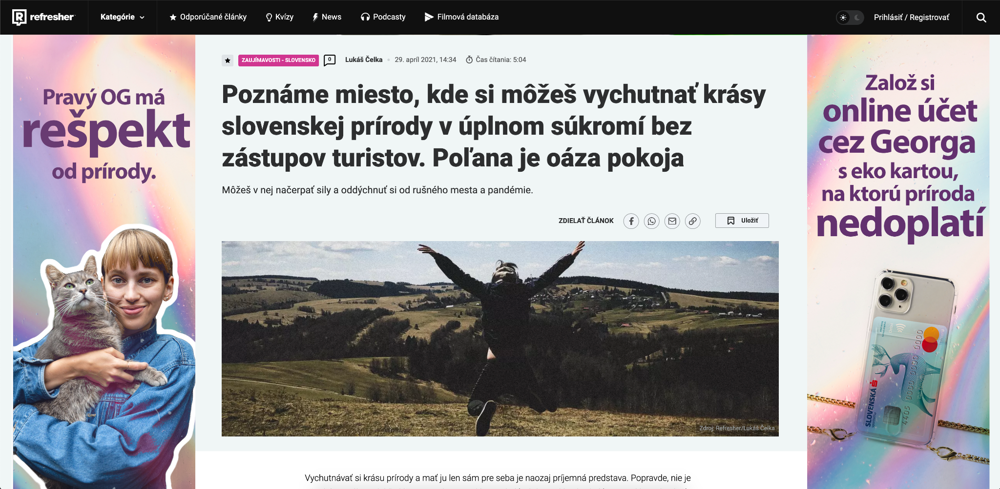 refresher
Kategórie
Odporúčané články
Kvízy
News
Podcasty
Filmová databáza
Prihlásiť / Registrovať
Pravý OG má
rešpekt
od prírody.
ZAUJÍMAVOSTI - SLOVENSKO
0
Lukáš Čelka
29. apríl 2021, 14:34
Čas čítania: 5:04
Poznáme miesto, kde si môžeš vychutnať krásy
slovenskej prírody v úplnom súkromí bez
zástupov turistov. Poľana je oáza pokoja
Môžeš v nej načerpať sily a oddýchnuť si od rušného mesta a pandémie.
ZDIELAŤ ČLÁNOK
Uložiť
Zdroj: Refresher/Lukáš Čelka
Vychutnávať si krásu prírody a mať ju len sám pre seba je naozaj príjemná predstava. Popravde, nie je
Založ si
online účet
cez Georga
s eko kartou,
na ktorú príroda
nedoplatí
SLOVENSKÁ
sporiteľňa
4405 0000 0000 0000